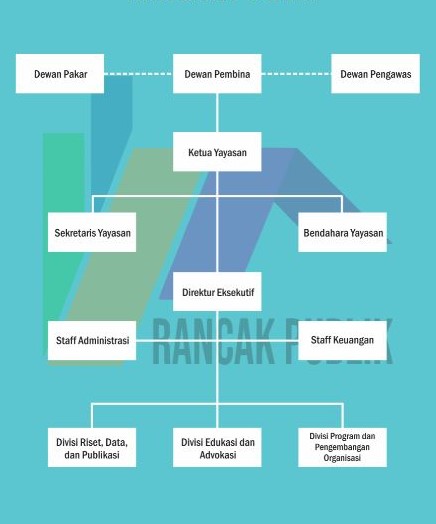 Dewan Pakar
Dewan Pembina
Dewan Pengawas
Ketua Yayasan
Sekretaris Yayasan
Bendahara Yayasan
Direktur Eksekutif
RANCAK PUBLIK
Staff Administrasi
Staff Keuangan
Divisi Riset, Data,
dan Publikasi
Divisi Edukasi dan
Advokasi
Divisi Program dan
Pengembangan
Organisasi